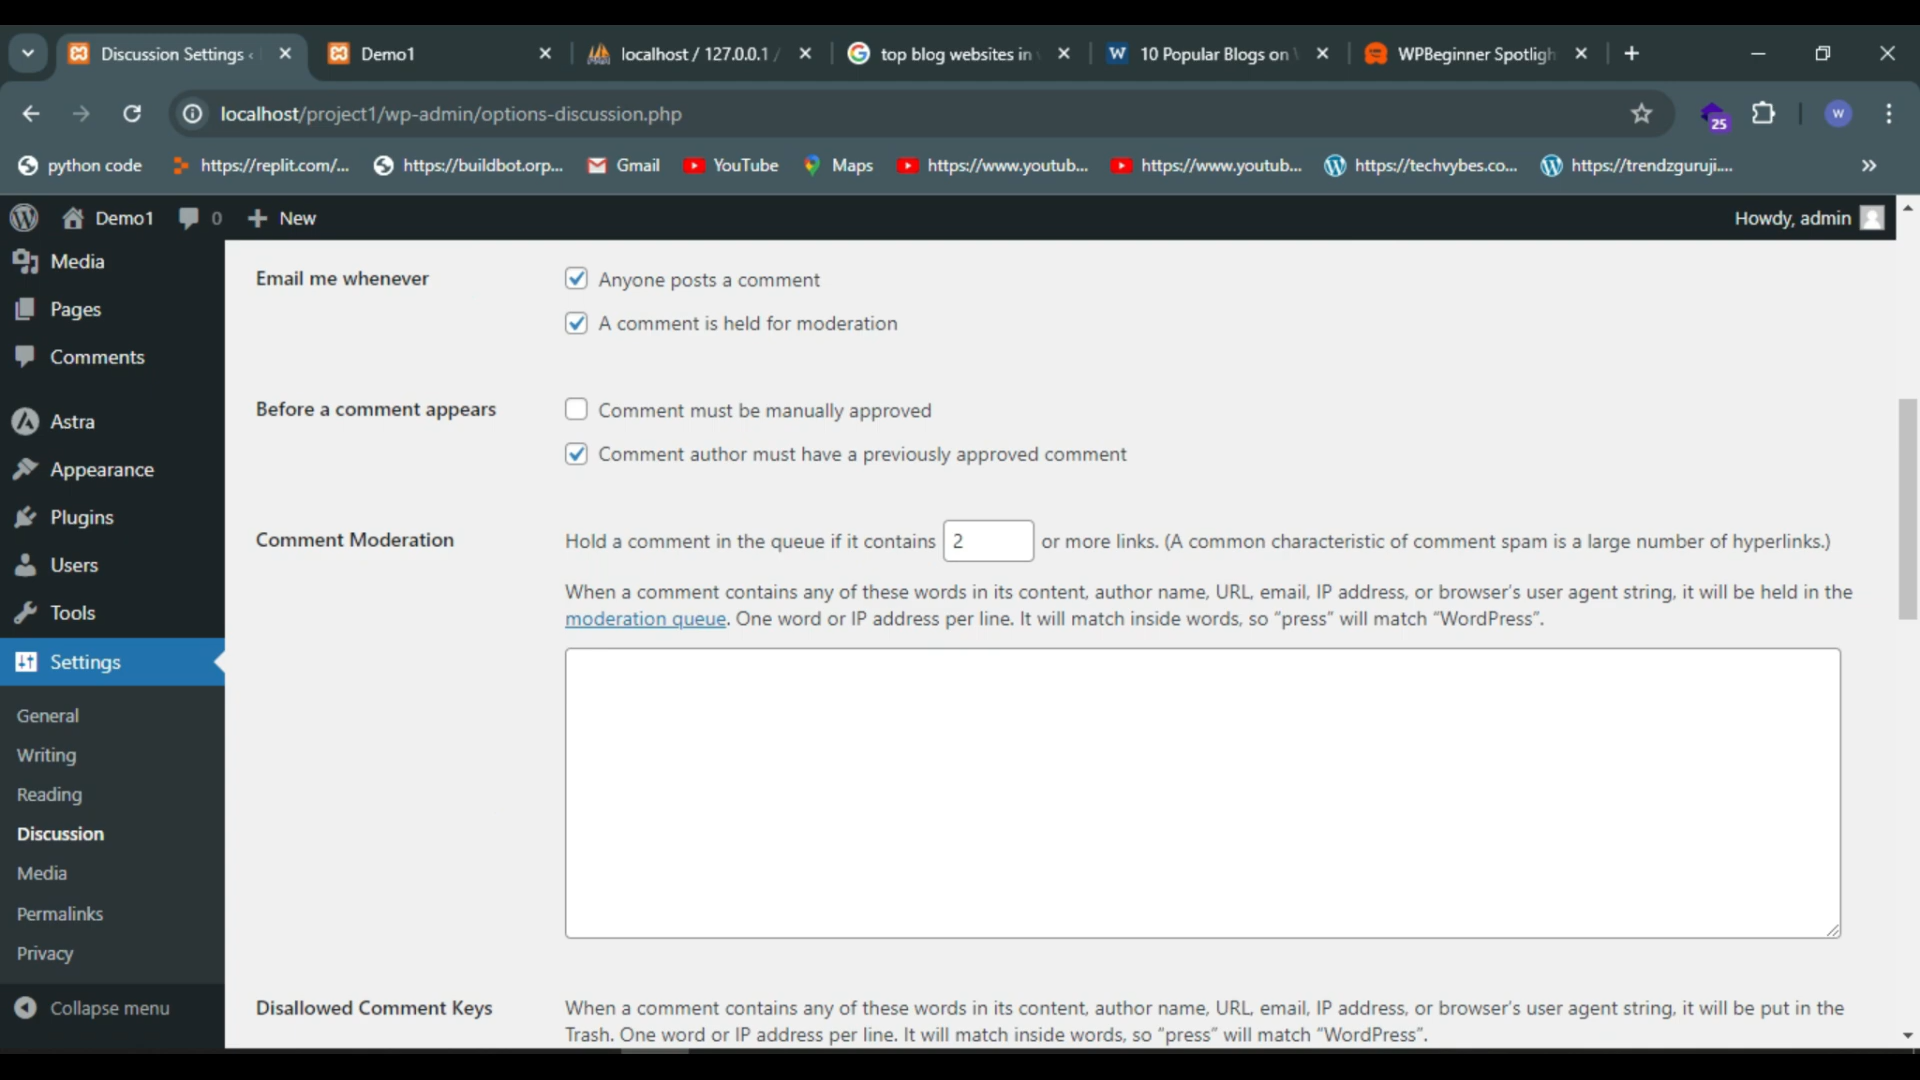 Discussion Settings ‹
Demo1
localhost / 127.0.0.1 /
top blog websites in
10 Popular Blogs on
WPBeginner Spotligh
localhost/project1/wp-admin/options-discussion.php
25
W
python code
https://replit.com/...
https://buildbot.orp...
Gmail
YouTube
Maps
https://www.youtub...
https://www.youtub...
https://techvybes.co...
https://trendzguruji....
Demo1
0
New
Howdy, admin
Media
Pages
Comments
Astra
Appearance
Plugins
Users
Tools
Settings
General
Writing
Reading
Discussion
Media
Permalinks
Privacy
Collapse menu
Email me whenever
Anyone posts a comment
A comment is held for moderation
Before a comment appears
Comment must be manually approved
Comment author must have a previously approved comment
Comment Moderation
Hold a comment in the queue if it contains 2 or more links. (A common characteristic of comment spam is a large number of hyperlinks.)
When a comment contains any of these words in its content, author name, URL, email, IP address, or browser’s user agent string, it will be held in the
moderation queue. One word or IP address per line. It will match inside words, so “press” will match “WordPress”.
Disallowed Comment Keys
When a comment contains any of these words in its content, author name, URL, email, IP address, or browser’s user agent string, it will be put in the
Trash. One word or IP address per line. It will match inside words, so “press” will match “WordPress”.